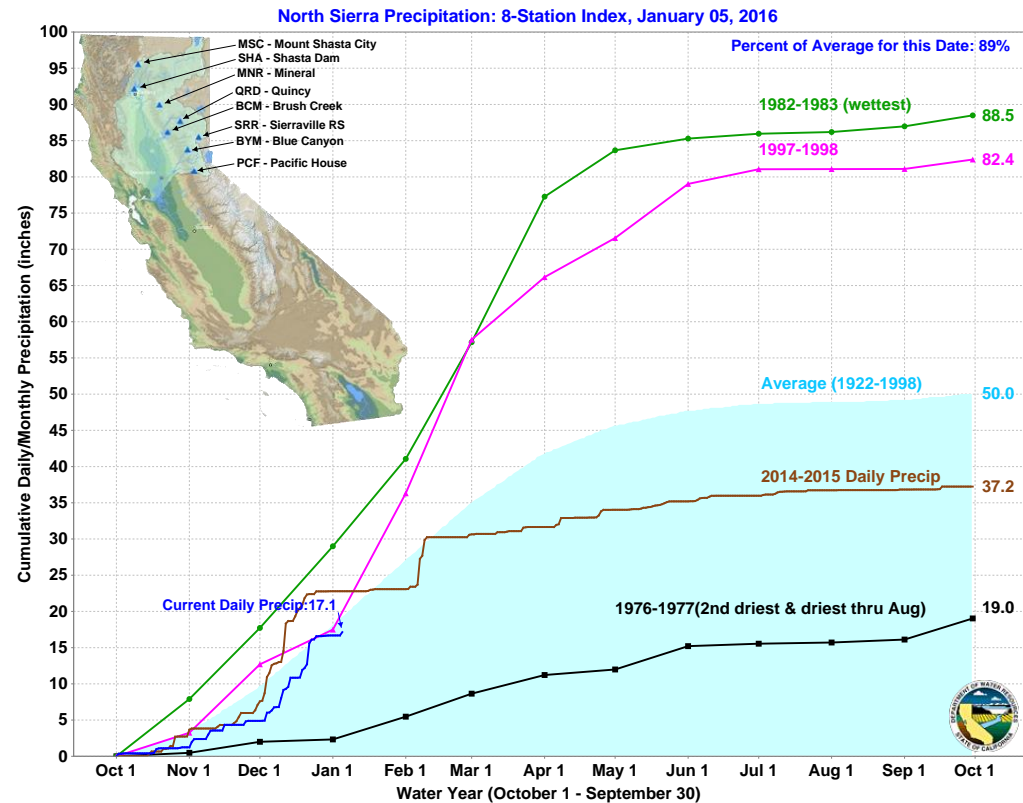 North Sierra Precipitation: 8-Station Index, January 05, 2016
Percent of Average for this Date: 89%
MSC - Mount Shasta City
SHA - Shasta Dam
MNR - Mineral
QRD - Quincy
BCM - Brush Creek
SRR - Sierraville RS
BYM - Blue Canyon
PCF - Pacific House
Cumulative Daily/Monthly Precipitation (inches)
100
95
90
85
80
75
70
65
60
55
50
45
40
35
30
25
20
15
10
5
0
1982-1983 (wettest)
88.5
1997-1998
82.4
Average (1922-1998)
50.0
2014-2015 Daily Precip
37.2
Current Daily Precip:17.1
1976-1977(2nd driest & driest thru Aug)
19.0
DEPARTMENT OF WATER RESOURCES
STATE OF CALIFORNIA
Oct 1 Nov 1 Dec 1 Jan 1 Feb 1 Mar 1 Apr 1 May 1 Jun 1 Jul 1 Aug 1 Sep 1 Oct 1
Water Year (October 1 - September 30)